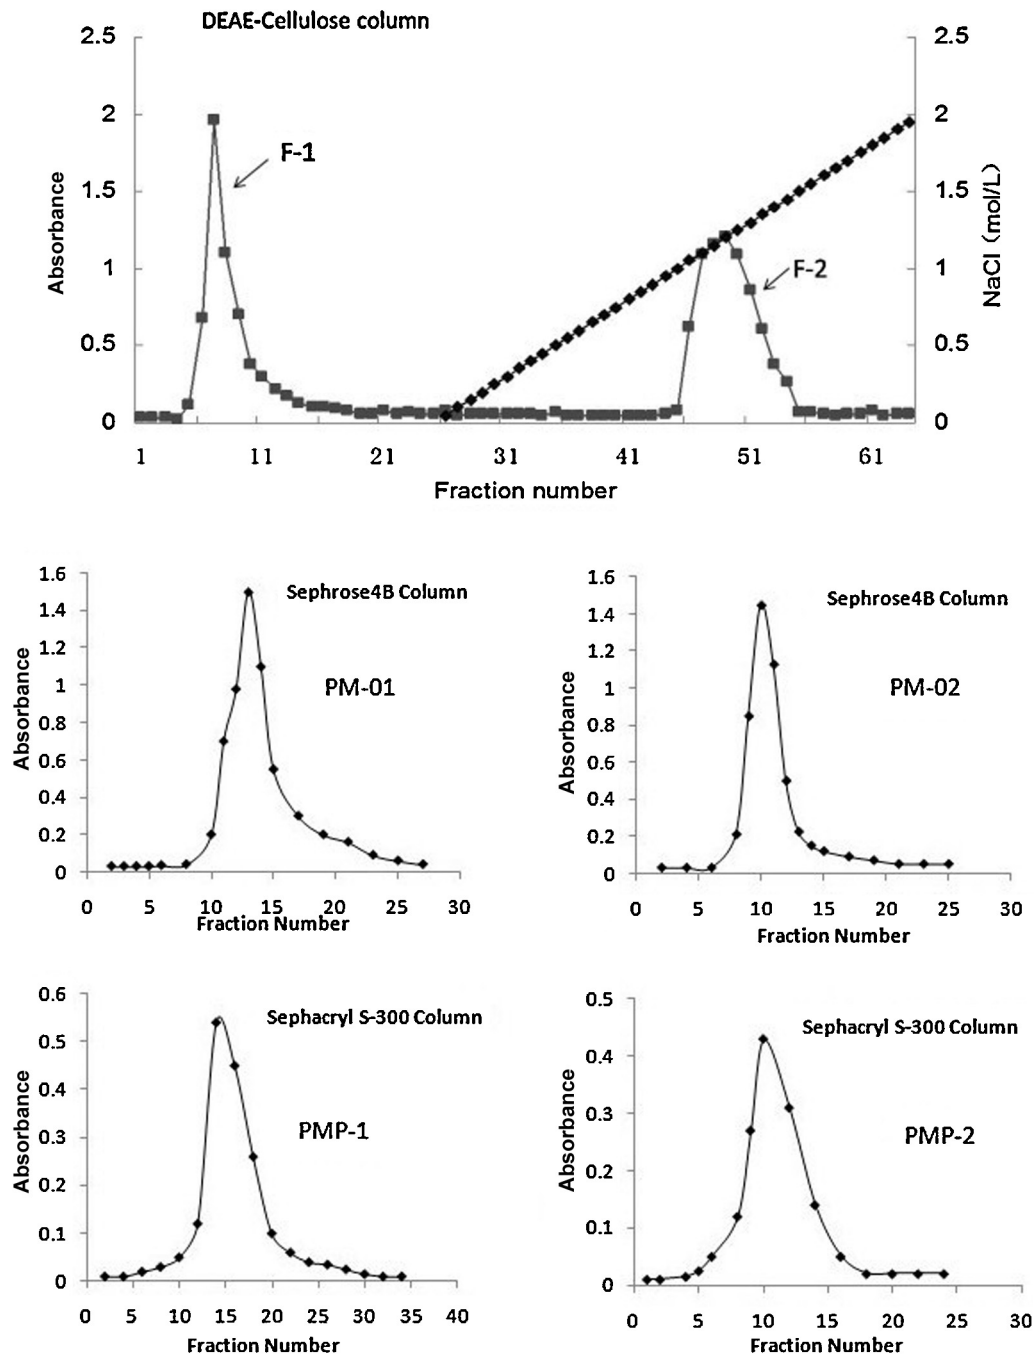 DEAE-Cellulose column
2.5 2.5
2 2
F-1
1.5 1.5
Absorbance
NaCl (mol/L)
1 1
F-2
0.5 0.5
0 0
1 11 21 31 41 51 61
Fraction number
1.6
Sephrose4B Column
1.4
1.2
PM-01
1
0.8
0.6
0.4
0.2
0
Absorbance
0 5 10 15 20 25 30
Fraction Number
1.6
Sephrose4B Column
1.4
1.2
PM-02
1
0.8
0.6
0.4
0.2
0
Absorbance
0 5 10 15 20 25 30
Fraction Number
0.6
Sephacryl S-300 Column
0.5
0.4
PMP-1
0.3
0.2
0.1
0
Absorbance
0 5 10 15 20 25 30 35 40
Fraction Number
0.5
Sephacryl S-300 Column
0.4
0.3
PMP-2
0.2
0.1
0
Absorbance
0 5 10 15 20 25 30
Fraction Number